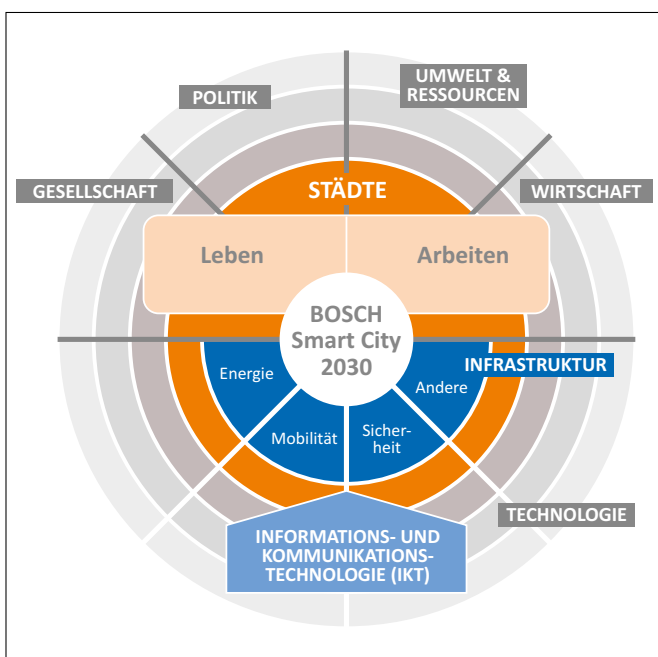 UMWELT &
RESSOURCEN
POLITIK
GESELLSCHAFT
STÄDTE
WIRTSCHAFT
Leben
Arbeiten
BOSCH
Smart City
2030
INFRASTRUKTUR
Energie
Andere
Mobilität
Sicher-
heit
TECHNOLOGIE
INFORMATIONS- UND
KOMMUNIKATIONS-
TECHNOLOGIE (IKT)